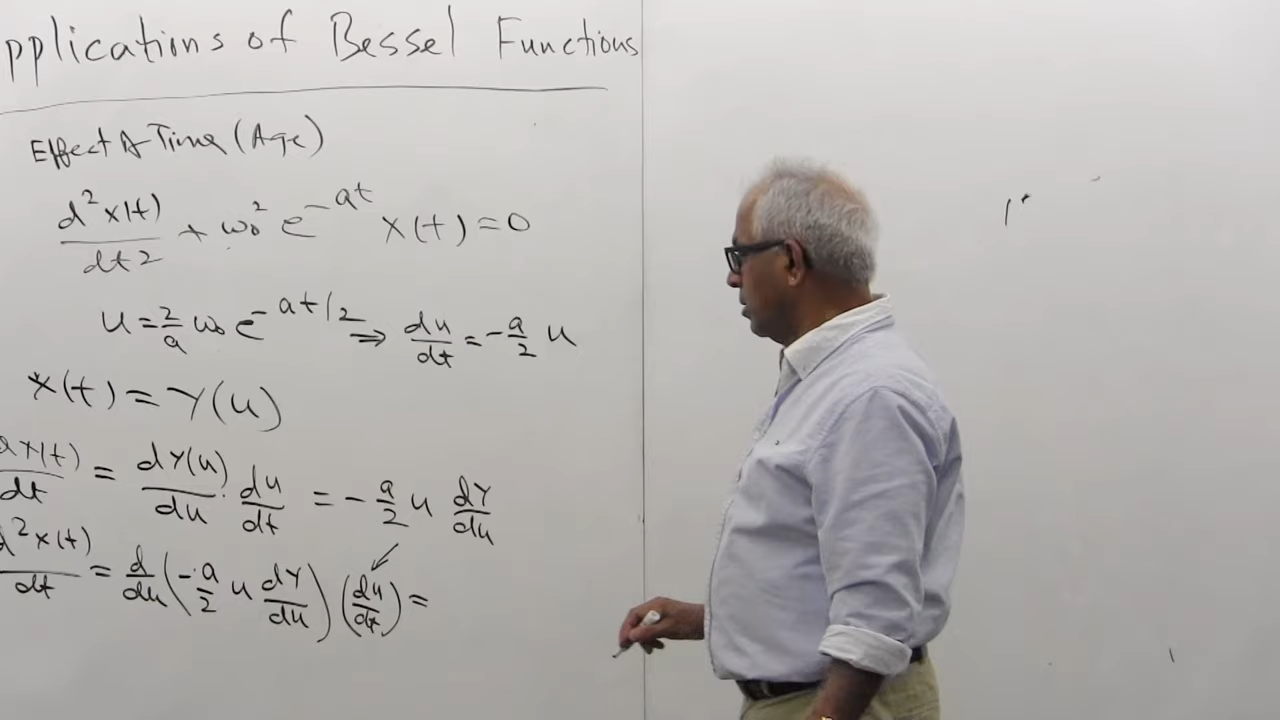 pplications of Bessel Functions
Effect of Time (Age)
d²x(t)/dt2 + ω₀² e^{-at} x(t) = 0
u = 2/a ω₀ e^{-at/2} ⇒ du/dt = -a/2 u
x(t) = Y(u)
dx(t)/dt = dY(u)/du · du/dt = -a/2 u dY/du
d²x(t)/dt = d/du (-a/2 u dY/du) (du/dt) =